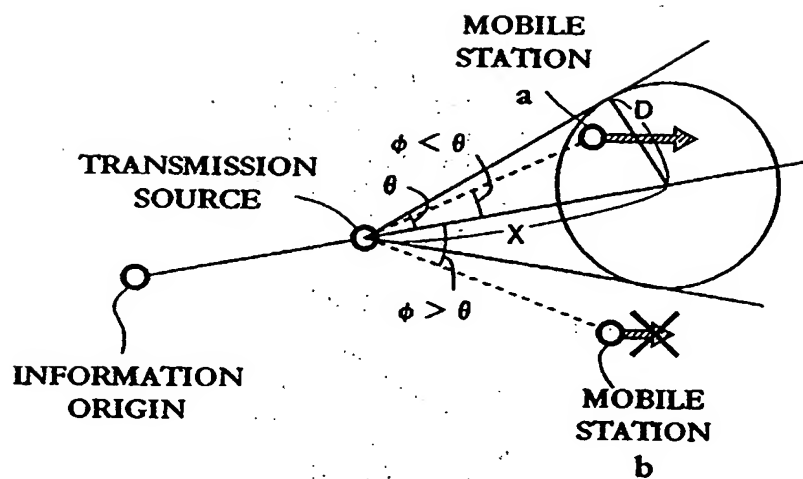 MOBILE
STATION
a
D
φ < θ
θ
TRANSMISSION
SOURCE
X
φ > θ
INFORMATION
ORIGIN
MOBILE
STATION
b